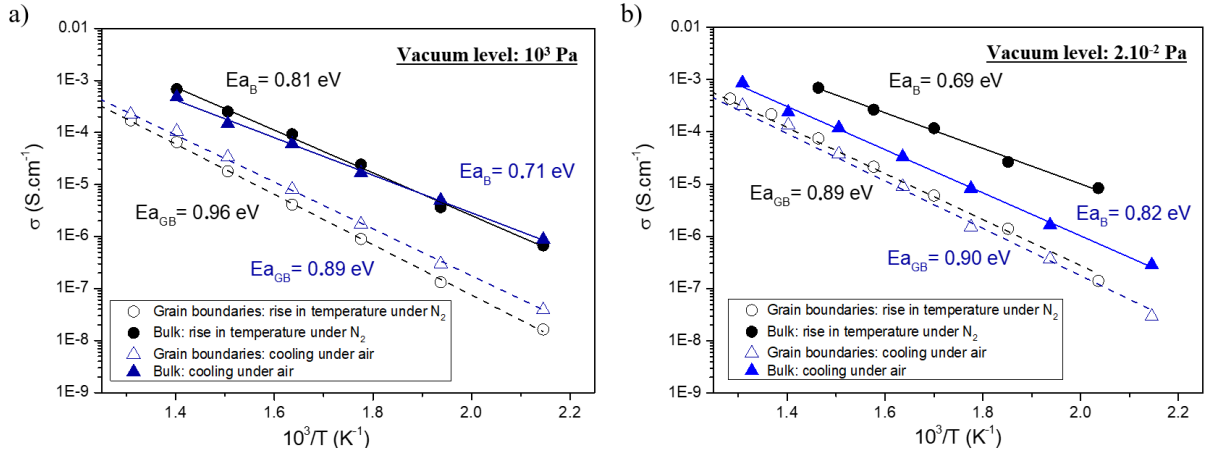 a)
Vacuum level: 10³ Pa
0.01
1E-3
1E-4
1E-5
1E-6
1E-7
1E-8
1E-9
σ (S.cm⁻¹)
Ea_B= 0.81 eV
Ea_B= 0.71 eV
Ea_GB= 0.96 eV
Ea_GB= 0.89 eV
Grain boundaries: rise in temperature under N₂
Bulk: rise in temperature under N₂
Grain boundaries: cooling under air
Bulk: cooling under air
1.4 1.6 1.8 2.0 2.2
10³/T (K⁻¹)
b)
Vacuum level: 2.10⁻² Pa
0.01
1E-3
1E-4
1E-5
1E-6
1E-7
1E-8
1E-9
σ (S.cm⁻¹)
Ea_B= 0.69 eV
Ea_GB= 0.89 eV
Ea_B= 0.82 eV
Ea_GB= 0.90 eV
Grain boundaries: rise in temperature under N₂
Bulk: rise in temperature under N₂
Grain boundaries: cooling under air
Bulk: cooling under air
1.4 1.6 1.8 2.0 2.2
10³/T (K⁻¹)